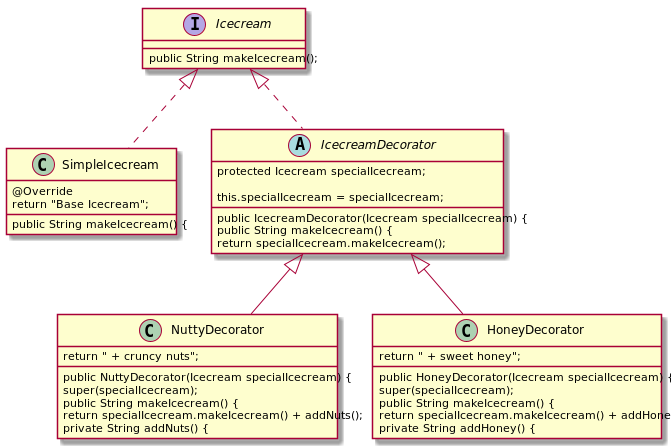 I Icecream
public String makeIcecream();
C SimpleIcecream
@Override
return "Base Icecream";
public String makeIcecream() {
A IcecreamDecorator
protected Icecream specialIcecream;
this.specialIcecream = specialIcecream;
public IcecreamDecorator(Icecream specialIcecream) {
public String makeIcecream() {
return specialIcecream.makeIcecream();
C NuttyDecorator
return " + cruncy nuts";
public NuttyDecorator(Icecream specialIcecream) {
super(specialIcecream);
public String makeIcecream() {
return specialIcecream.makeIcecream() + addNuts();
private String addNuts() {
C HoneyDecorator
return " + sweet honey";
public HoneyDecorator(Icecream specialIcecream) {
super(specialIcecream);
public String makeIcecream() {
return specialIcecream.makeIcecream() + addHone
private String addHoney() {